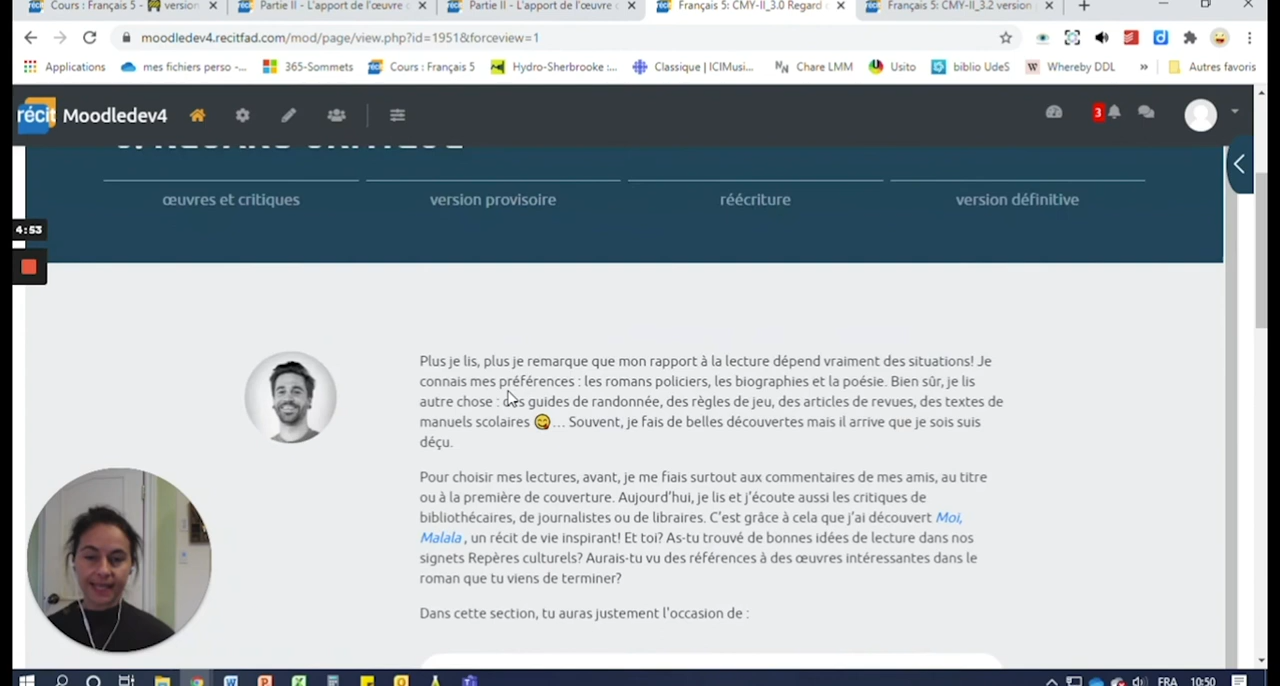 Cours : Français 5 - version
Partie II - L'apport de l'œuvre
Partie II - L'apport de l'œuvre
Français 5: CMY-II_3.0 Regard
Français 5: CMY-II_3.2 version
moodledev4.recitfad.com/mod/page/view.php?id=1951&forceview=1
Applications
mes fichiers perso -...
365-Sommets
Cours : Français 5
Hydro-Sherbrooke :...
Classique | ICIMusi...
Chare LMM
Usito
biblio UdeS
Whereby DDL
»
Autres favoris
récit
Moodledev4
3
œuvres et critiques
version provisoire
réécriture
version définitive
4:53
Plus je lis, plus je remarque que mon rapport à la lecture dépend vraiment des situations! Je
connais mes préférences : les romans policiers, les biographies et la poésie. Bien sûr, je lis
autre chose : des guides de randonnée, des règles de jeu, des articles de revues, des textes de
manuels scolaires 😋... Souvent, je fais de belles découvertes mais il arrive que je sois suis
déçu.
Pour choisir mes lectures, avant, je me fiais surtout aux commentaires de mes amis, au titre
ou à la première de couverture. Aujourd'hui, je lis et j'écoute aussi les critiques de
bibliothécaires, de journalistes ou de libraires. C'est grâce à cela que j'ai découvert Moi,
Malala, un récit de vie inspirant! Et toi? As-tu trouvé de bonnes idées de lecture dans nos
signets Repères culturels? Aurais-tu vu des références à des œuvres intéressantes dans le
roman que tu viens de terminer?
Dans cette section, tu auras justement l'occasion de :
FRA
10:50